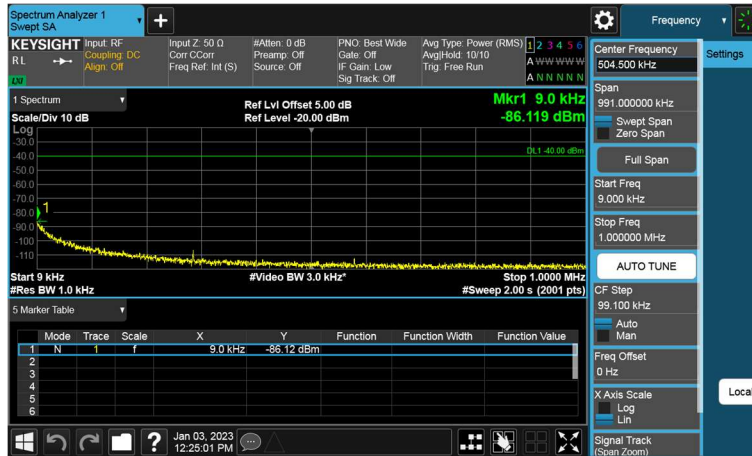 Spectrum Analyzer 1
Swept SA
Frequency
KEYSIGHT
R L
LXI
Input: RF
Coupling: DC
Align: Off
Input Z: 50 Ω
Corr CCorr
Freq Ref: Int (S)
#Atten: 0 dB
Preamp: Off
Source: Off
PNO: Best Wide
Gate: Off
IF Gain: Low
Sig Track: Off
Avg Type: Power (RMS)
Avg|Hold: 10/10
Trig: Free Run
1 2 3 4 5 6
A W W W W W
A N N N N N
1 Spectrum
Scale/Div 10 dB
Ref Lvl Offset 5.00 dB
Ref Level -20.00 dBm
Mkr1 9.0 kHz
-86.119 dBm
Log
-30.0
-40.0
-60.0
-70.0
-80.0
-90.0
-110
DL1 -40.00 dBm
1
Start 9 kHz
#Video BW 3.0 kHz*
Stop 1.0000 MHz
#Res BW 1.0 kHz
#Sweep 2.00 s (2001 pts)
5 Marker Table
Mode Trace Scale X Y Function Function Width Function Value
1 N 1 f 9.0 kHz -86.12 dBm
2
3
4
5
6
Center Frequency
504.500 kHz
Settings
Span
991.000000 kHz
Swept Span
Zero Span
Full Span
Start Freq
9.000 kHz
Stop Freq
1.000000 MHz
AUTO TUNE
CF Step
99.100 kHz
Auto
Man
Freq Offset
0 Hz
X Axis Scale
Log
Lin
Local
Signal Track
(Span Zoom)
?
Jan 03, 2023
12:25:01 PM